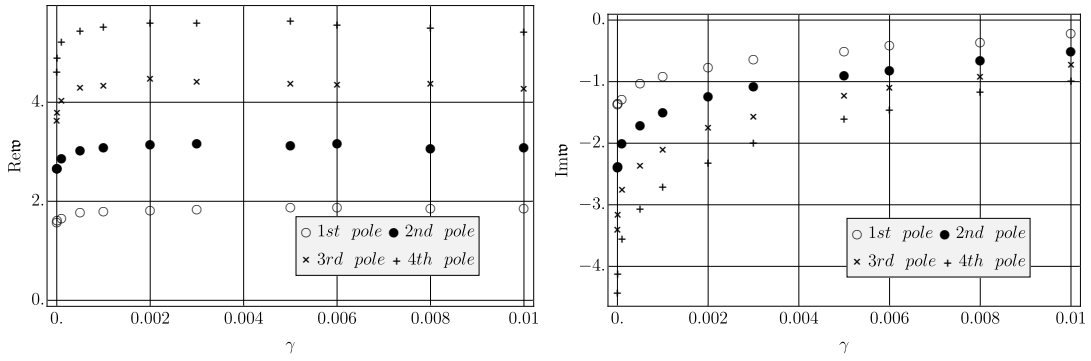 Re𝔴
4.
2.
0.
0.
0.002
0.004
0.006
0.008
0.01
γ
○ 1st pole ● 2nd pole
× 3rd pole + 4th pole
Im𝔴
0.
−1.
−2.
−3.
−4.
0.
0.002
0.004
0.006
0.008
0.01
γ
○ 1st pole ● 2nd pole
× 3rd pole + 4th pole